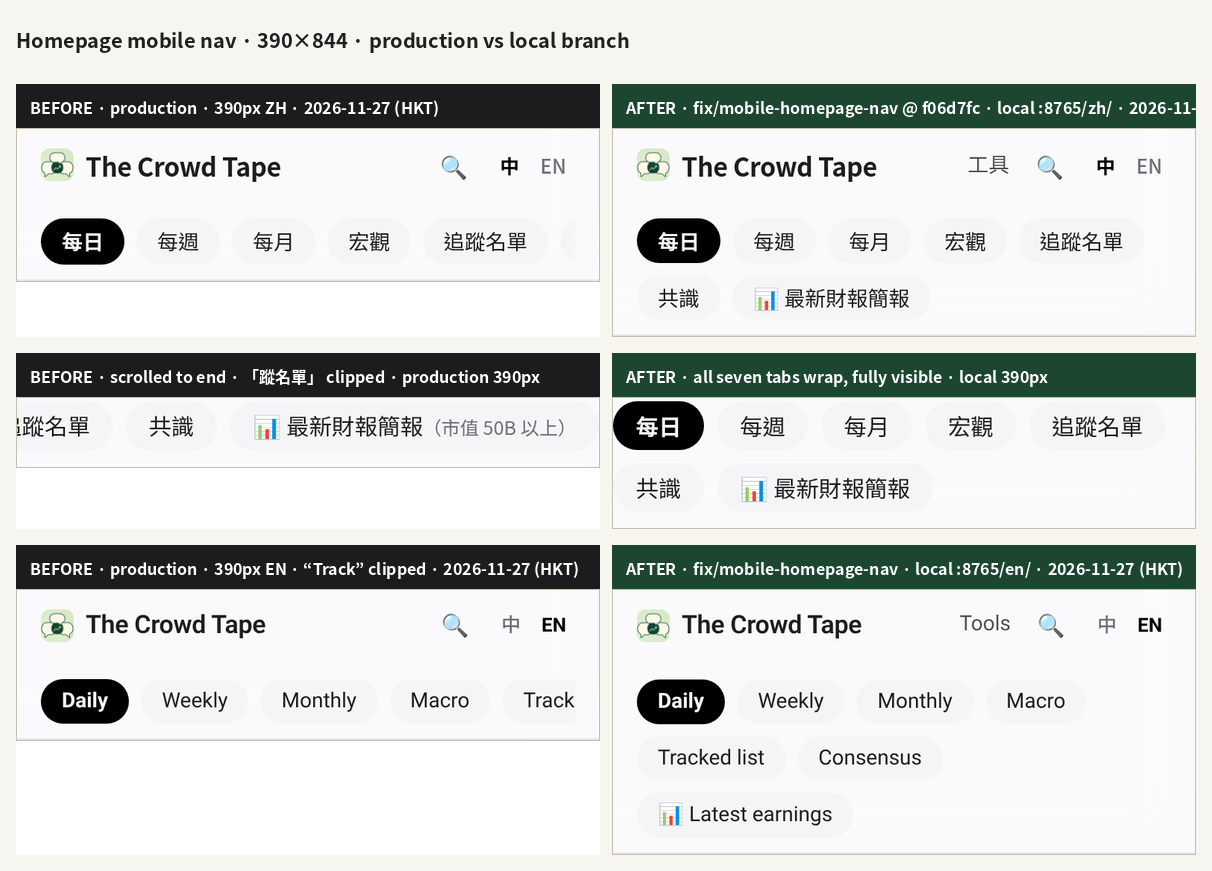 Homepage mobile nav · 390×844 · production vs local branch
BEFORE · production · 390px ZH · 2026-11-27 (HKT)
The Crowd Tape 中 EN
每日 每週 每月 宏觀 追蹤名單
AFTER · fix/mobile-homepage-nav @ f06d7fc · local:8765/zh/ · 2026-11-
The Crowd Tape 工具 中 EN
每日 每週 每月 宏觀 追蹤名單
共識 最新財報簡報
BEFORE · scrolled to end · 「蹤名單」 clipped · production 390px
追蹤名單 共識 最新財報簡報（市值 50B 以上）
AFTER · all seven tabs wrap, fully visible · local 390px
每日 每週 每月 宏觀 追蹤名單
共識 最新財報簡報
BEFORE · production · 390px EN · “Track” clipped · 2026-11-27 (HKT)
The Crowd Tape 中 EN
Daily Weekly Monthly Macro Track
AFTER · fix/mobile-homepage-nav · local:8765/en/ · 2026-11-27 (HKT)
The Crowd Tape Tools 中 EN
Daily Weekly Monthly Macro
Tracked list Consensus
Latest earnings